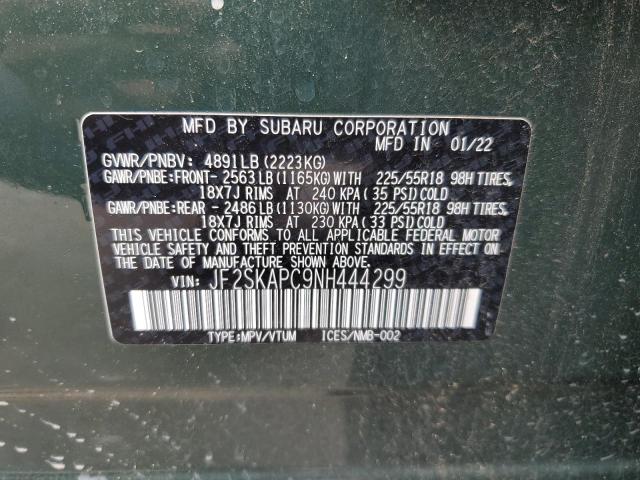 MFD BY SUBARU CORPORATION
MFD IN 01/22
GVWR/PNBV: 4891LB(2223KG)
GAWR/PNBE:FRONT-2563LB(1165KG)WITH 225/55R18 98H TIRES,
18X7J RIMS AT 240 KPA(35 PSI)COLD
GAWR/PNBE:REAR -2486LB(1130KG)WITH 225/55R18 98H TIRES,
18X7J RIMS AT 230 KPA(33 PSI)COLD
THIS VEHICLE CONFORMS TO ALL APPLICABLE FEDERAL MOTOR
VEHICLE SAFETY AND THEFT PREVENTION STANDARDS IN EFFECT
ON THE DATE OF MANUFACTURE SHOWN ABOVE.
VIN: JF2SKAPC9NH444299
TYPE:MPV/VTUM ICES/NMB-002